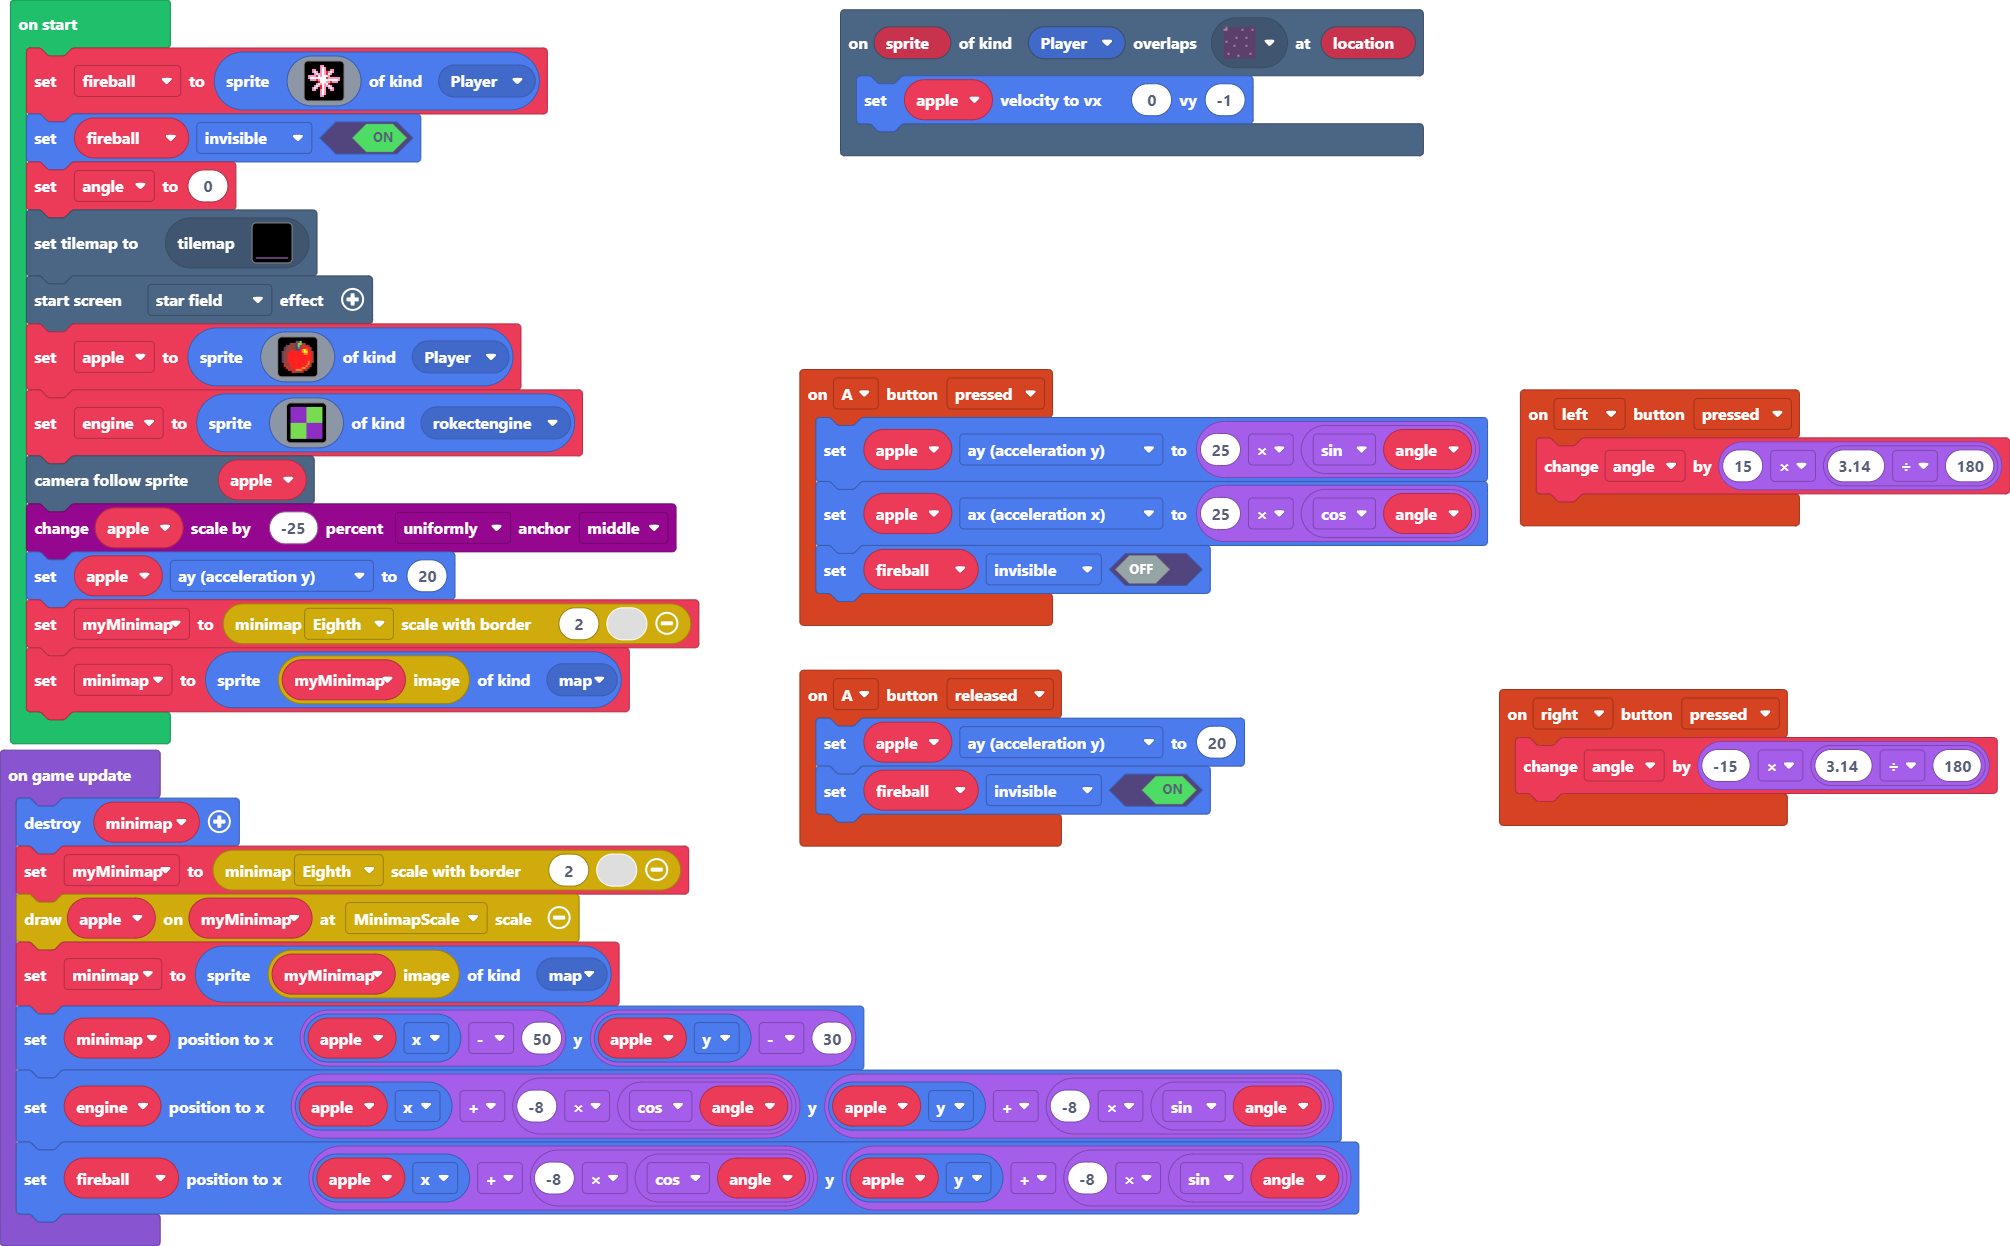 on start
set fireball to sprite of kind Player
set fireball invisible ON
set angle to 0
set tilemap to tilemap
start screen star field effect
set apple to sprite of kind Player
set engine to sprite of kind rokectengine
camera follow sprite apple
change apple scale by -25 percent uniformly anchor middle
set apple ay (acceleration y) to 20
set myMinimap to minimap Eighth scale with border 2
set minimap to sprite myMinimap image of kind map
on game update
destroy minimap
set myMinimap to minimap Eighth scale with border 2
draw apple on myMinimap at MinimapScale scale
set minimap to sprite myMinimap image of kind map
set minimap position to x apple x - 50 y apple y - 30
set engine position to x apple x + -8 × cos angle y apple y + -8 × sin angle
set fireball position to x apple x + -8 × cos angle y apple y + -8 × sin angle
on sprite of kind Player overlaps at location
set apple velocity to vx 0 vy -1
on A button pressed
set apple ay (acceleration y) to 25 × sin angle
set apple ax (acceleration x) to 25 × cos angle
set fireball invisible OFF
on A button released
set apple ay (acceleration y) to 20
set fireball invisible ON
on left button pressed
change angle by 15 × 3.14 ÷ 180
on right button pressed
change angle by -15 × 3.14 ÷ 180